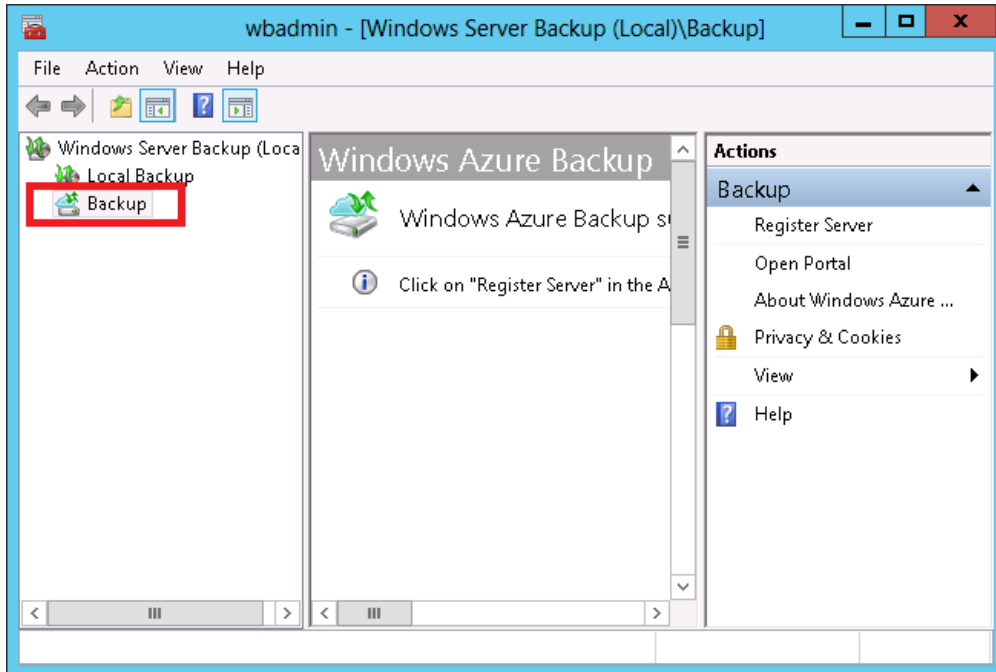 wbadmin - [Windows Server Backup (Local)\Backup]
File Action View Help
Windows Server Backup (Loca
Local Backup
Backup
Windows Azure Backup
Windows Azure Backup s
Click on "Register Server" in the A
Actions
Backup
Register Server
Open Portal
About Windows Azure ...
Privacy & Cookies
View
Help